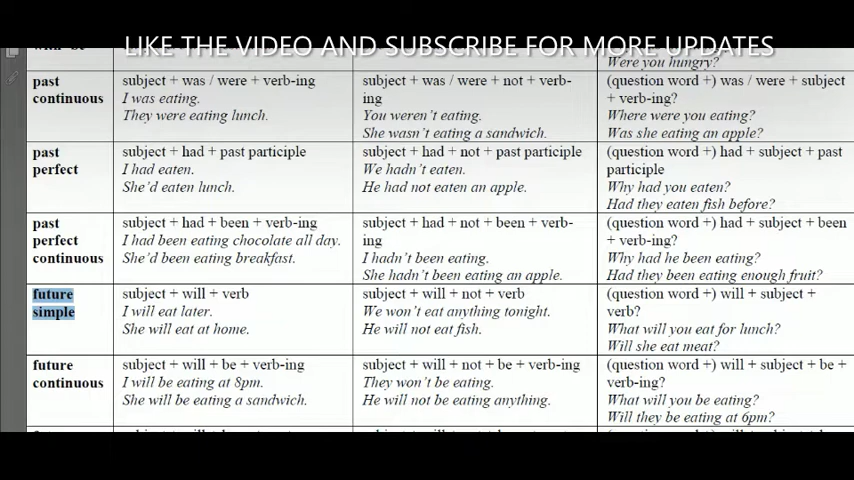 LIKE THE VIDEO AND SUBSCRIBE FOR MORE UPDATES
Were you hungry?
past
continuous
subject + was / were + verb-ing
I was eating.
They were eating lunch.
subject + was / were + not + verb-
ing
You weren't eating.
She wasn't eating a sandwich.
(question word +) was / were + subject
+ verb-ing?
Where were you eating?
Was she eating an apple?
past
perfect
subject + had + past participle
I had eaten.
She'd eaten lunch.
subject + had + not + past participle
We hadn't eaten.
He had not eaten an apple.
(question word +) had + subject + past
participle
Why had you eaten?
Had they eaten fish before?
past
perfect
continuous
subject + had + been + verb-ing
I had been eating chocolate all day.
She'd been eating breakfast.
subject + had + not + been + verb-
ing
I hadn't been eating.
She hadn't been eating an apple.
(question word +) had + subject + been
+ verb-ing?
Why had he been eating?
Had they been eating enough fruit?
future
simple
subject + will + verb
I will eat later.
She will eat at home.
subject + will + not + verb
We won't eat anything tonight.
He will not eat fish.
(question word +) will + subject +
verb?
What will you eat for lunch?
Will she eat meat?
future
continuous
subject + will + be + verb-ing
I will be eating at 8pm.
She will be eating a sandwich.
subject + will + not + be + verb-ing
They won't be eating.
He will not be eating anything.
(question word +) will + subject + be +
verb-ing?
What will you be eating?
Will they be eating at 6pm?